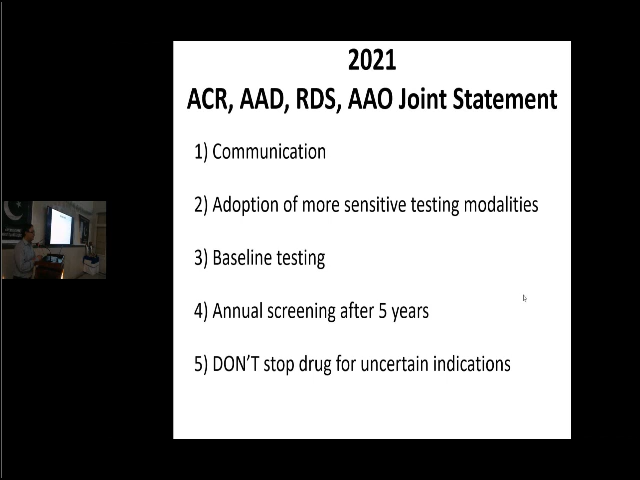 2021
ACR, AAD, RDS, AAO Joint Statement
1) Communication
2) Adoption of more sensitive testing modalities
3) Baseline testing
4) Annual screening after 5 years
5) DON'T stop drug for uncertain indications